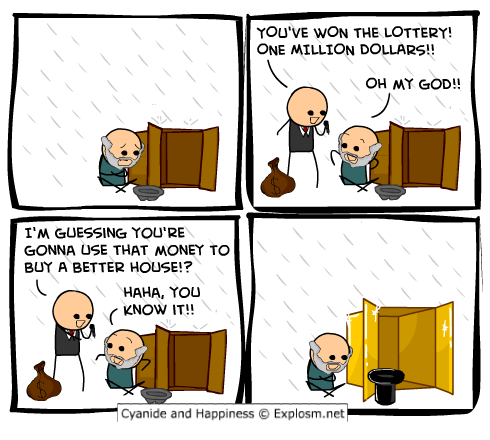 YOU'VE WON THE LOTTERY!
ONE MILLION DOLLARS!!
OH MY GOD!!
$
I'M GUESSING YOU'RE
GONNA USE THAT MONEY TO
BUY A BETTER HOUSE!?
HAHA, YOU
KNOW IT!!
$
Cyanide and Happiness © Explosm.net